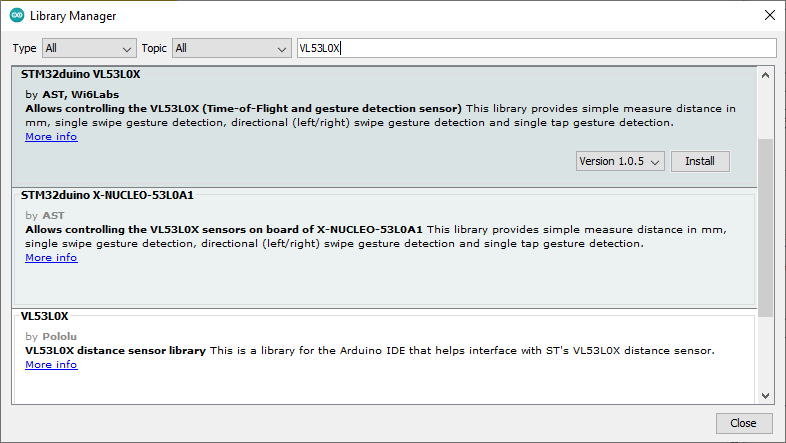 Library Manager
Type All Topic All VL53L0X
STM32duino VL53L0X
by AST, Wi6Labs
Allows controlling the VL53L0X (Time-of-Flight and gesture detection sensor) This library provides simple measure distance in
mm, single swipe gesture detection, directional (left/right) swipe gesture detection and single tap gesture detection.
More info
Version 1.0.5 Install
STM32duino X-NUCLEO-53L0A1
by AST
Allows controlling the VL53L0X sensors on board of X-NUCLEO-53L0A1 This library provides simple measure distance in mm,
single swipe gesture detection, directional (left/right) swipe gesture detection and single tap gesture detection.
More info
VL53L0X
by Pololu
VL53L0X distance sensor library This is a library for the Arduino IDE that helps interface with ST's VL53L0X distance sensor.
More info
Close